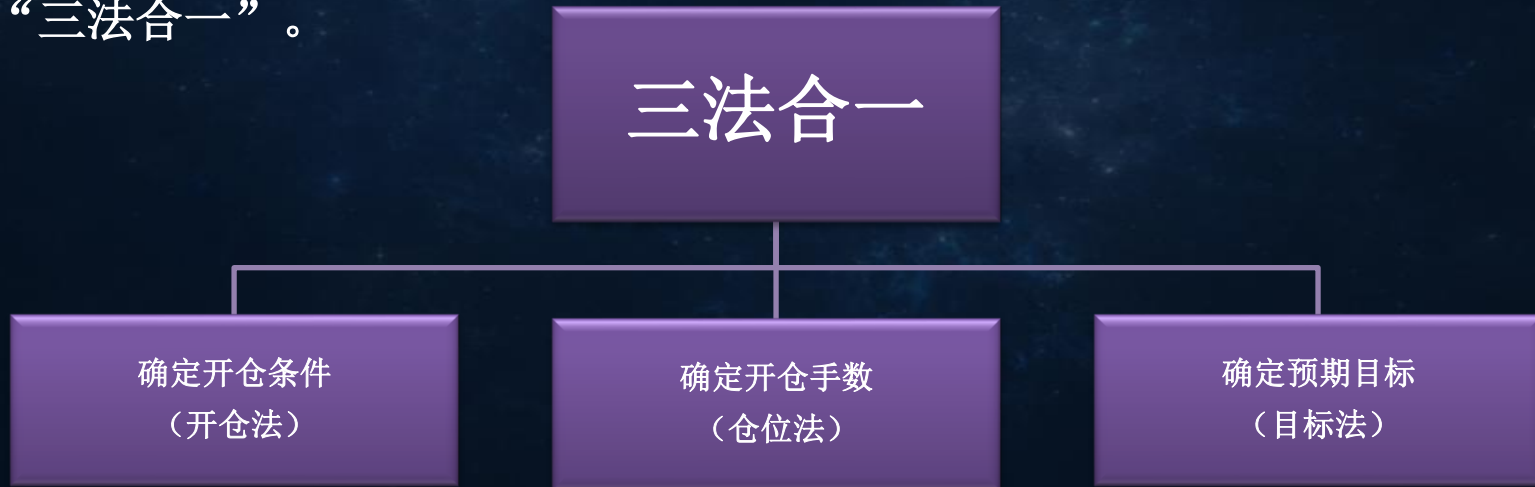 “三法合一”。
三法合一
确定开仓条件
（开仓法）
确定开仓手数
（仓位法）
确定预期目标
（目标法）